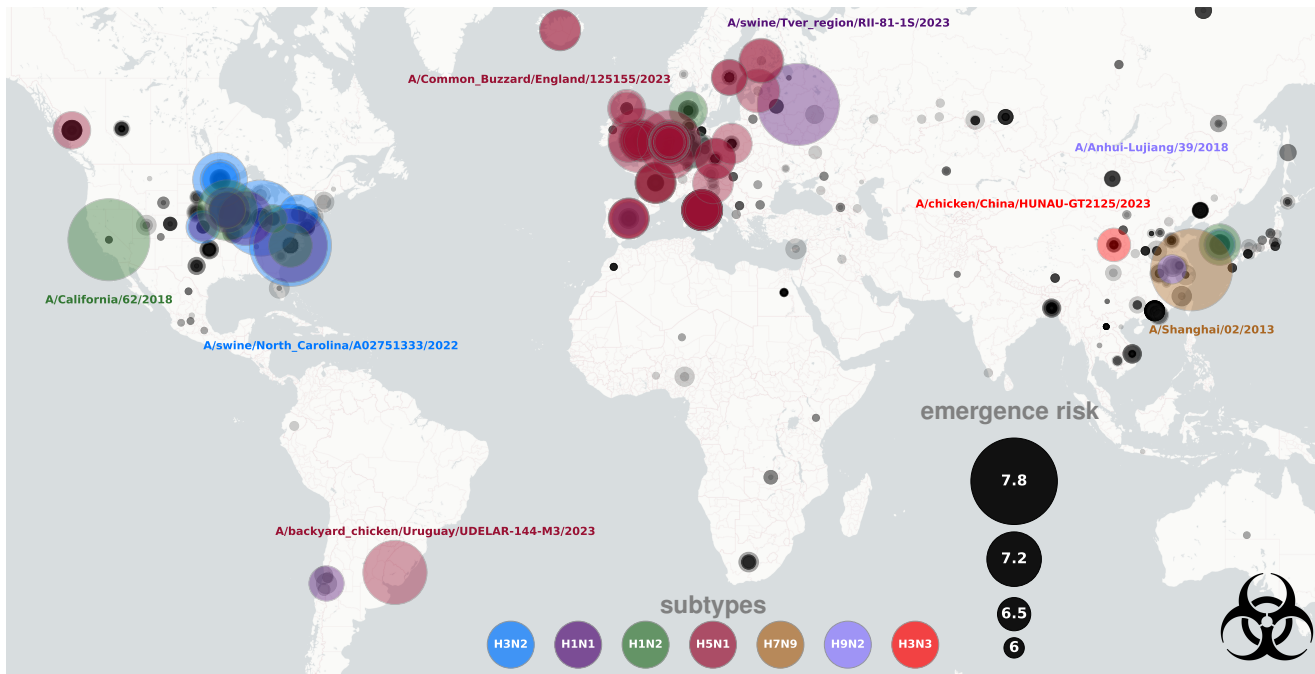 A/swine/Tver_region/RII-81-1S/2023
A/Common_Buzzard/England/125155/2023
A/Anhui-Lujiang/39/2018
A/chicken/China/HUNAU-GT2125/2023
A/California/62/2018
A/Shanghai/02/2013
A/swine/North_Carolina/A02751333/2022
emergence risk
7.8
A/backyard_chicken/Uruguay/UDELAR-144-M3/2023
7.2
subtypes
6.5
6
H3N2 H1N1 H1N2 H5N1 H7N9 H9N2 H3N3